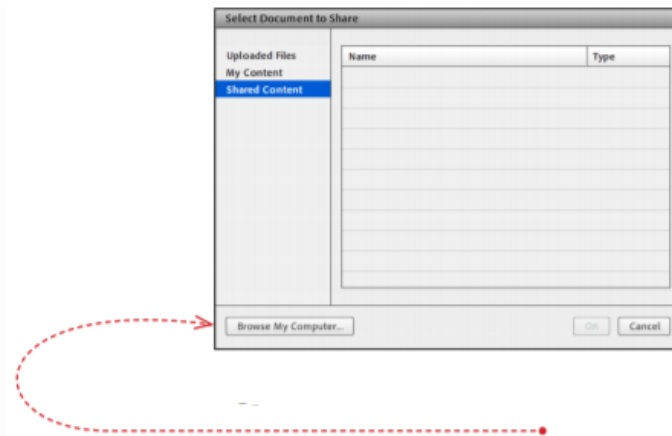 Select Document to Share
Uploaded Files
My Content
Shared Content
Name Type
Browse My Computer... OK Cancel